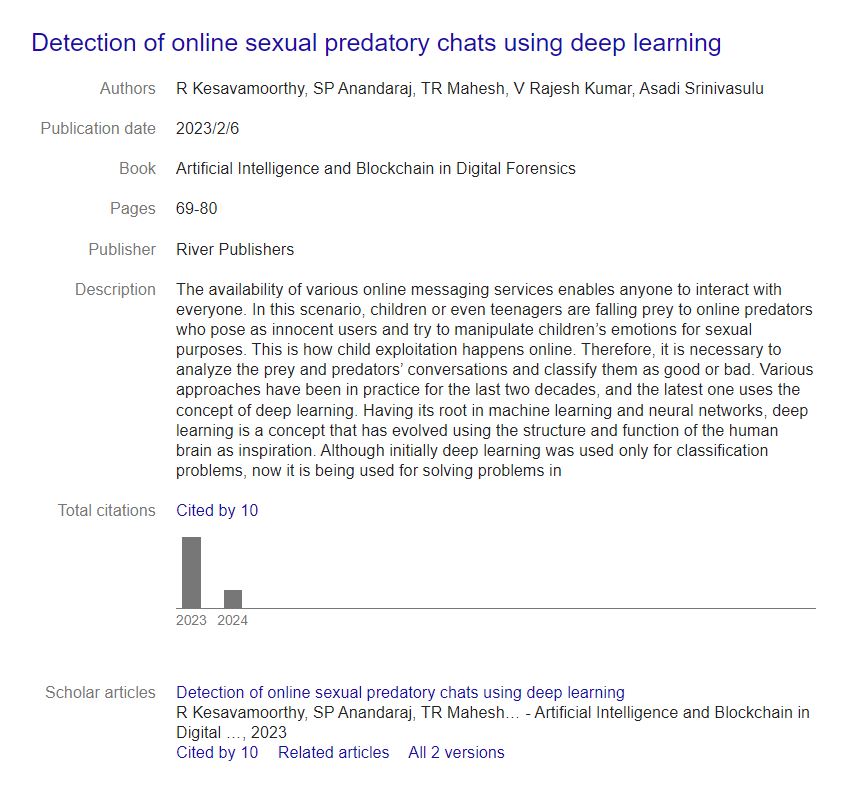 Detection of online sexual predatory chats using deep learning
Authors R Kesavamoorthy, SP Anandaraj, TR Mahesh, V Rajesh Kumar, Asadi Srinivasulu
Publication date 2023/2/6
Book Artificial Intelligence and Blockchain in Digital Forensics
Pages 69-80
Publisher River Publishers
Description The availability of various online messaging services enables anyone to interact with
everyone. In this scenario, children or even teenagers are falling prey to online predators
who pose as innocent users and try to manipulate children’s emotions for sexual
purposes. This is how child exploitation happens online. Therefore, it is necessary to
analyze the prey and predators’ conversations and classify them as good or bad. Various
approaches have been in practice for the last two decades, and the latest one uses the
concept of deep learning. Having its root in machine learning and neural networks, deep
learning is a concept that has evolved using the structure and function of the human
brain as inspiration. Although initially deep learning was used only for classification
problems, now it is being used for solving problems in
Total citations Cited by 10
2023 2024
Scholar articles Detection of online sexual predatory chats using deep learning
R Kesavamoorthy, SP Anandaraj, TR Mahesh… - Artificial Intelligence and Blockchain in
Digital …, 2023
Cited by 10 Related articles All 2 versions